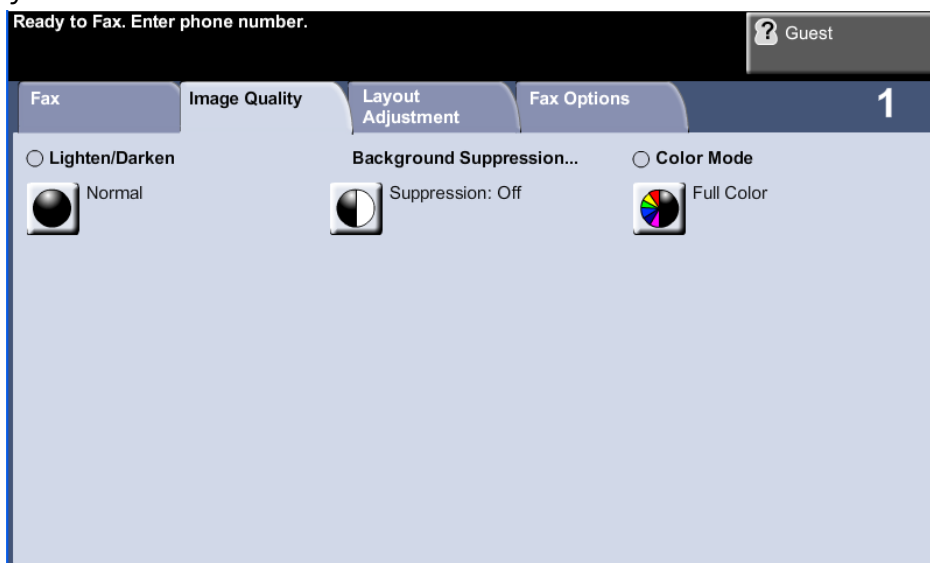 Ready to Fax. Enter phone number.
? Guest
Fax
Image Quality
Layout
Adjustment
Fax Options
1
Lighten/Darken
Background Suppression...
Color Mode
Normal
Suppression: Off
Full Color